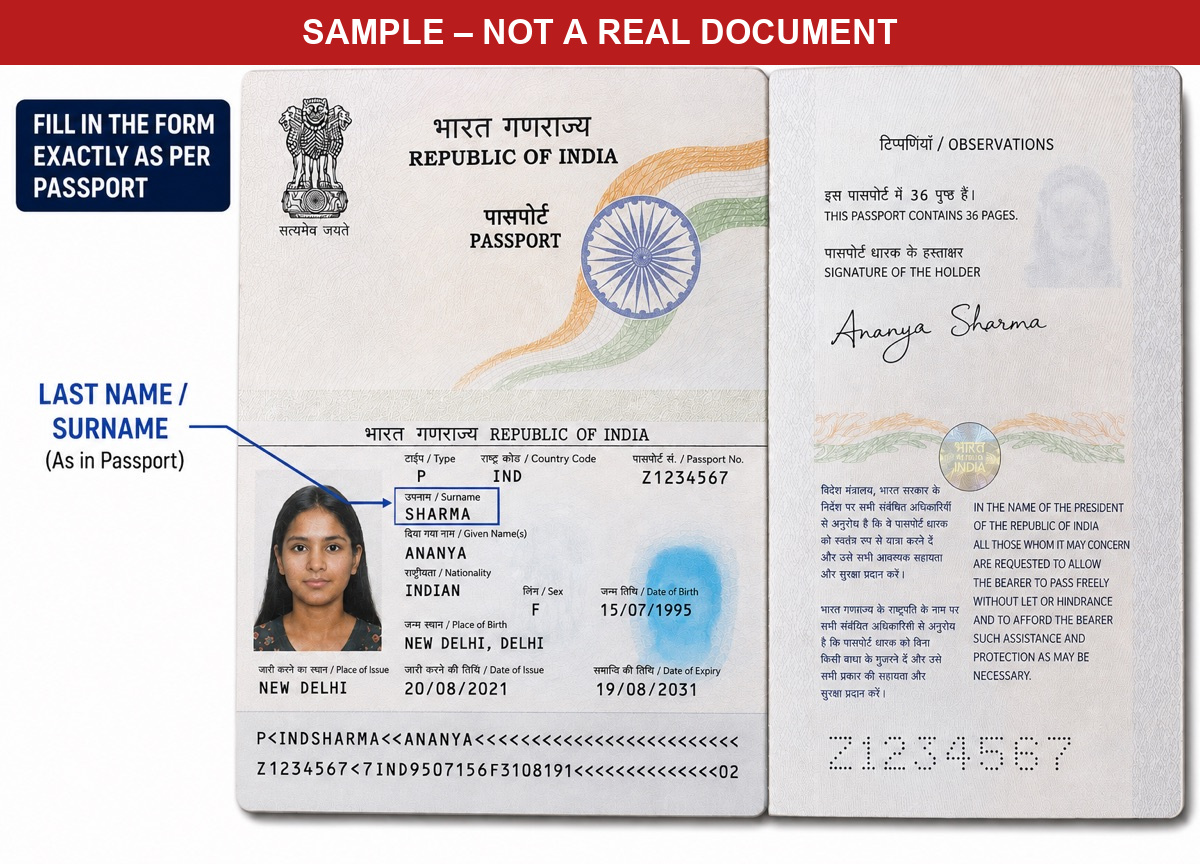 SAMPLE – NOT A REAL DOCUMENT
FILL IN THE FORM
EXACTLY AS PER
PASSPORT
LAST NAME /
SURNAME
(As in Passport)
सत्यमेव जयते
भारत गणराज्य
REPUBLIC OF INDIA
पासपोर्ट
PASSPORT
भारत गणराज्य REPUBLIC OF INDIA
टाईप / Type राष्ट्र कोड / Country Code पासपोर्ट सं. / Passport No.
P IND Z1234567
उपनाम / Surname
SHARMA
दिया गया नाम / Given Name(s)
ANANYA
राष्ट्रीयता / Nationality
INDIAN
लिंग / Sex जन्म तिथि / Date of Birth
F 15/07/1995
जन्म स्थान / Place of Birth
NEW DELHI, DELHI
जारी करने का स्थान / Place of Issue जारी करने की तिथि / Date of Issue समाप्ति की तिथि / Date of Expiry
NEW DELHI 20/08/2021 19/08/2031
P<INDSHARMA<<ANANYA<<<<<<<<<<<<<<<<<<<<<<<<<
Z1234567<7IND9507156F3108191<<<<<<<<<<<<<<02
टिप्पणियाँ / OBSERVATIONS
इस पासपोर्ट में 36 पुष्ठ हैं।
THIS PASSPORT CONTAINS 36 PAGES.
पासपोर्ट धारक के हस्ताक्षर
SIGNATURE OF THE HOLDER
Ananya Sharma
भारत
INDIA
विदेश मंत्रालय, भारत सरकार के
निर्देश पर सभी संबंधित अधिकारियों
से अनुरोध है कि वे पासपोर्ट धारक
को स्वतंत्र रुप से यात्रा करने दें
और उसे सभी आवश्यक सहायता
और सुरक्षा प्रदान करें।
भारत गणराज्य के राष्ट्रपति के नाम पर
सभी संबंधित अधिकारिसी से अनुरोध
है कि पासपोर्ट धारक को विना
किसी बाधा के गुजरने दें और उसे
सभी प्रकार की सहायता और
सुरक्षा प्रदान करें।
IN THE NAME OF THE PRESIDENT
OF THE REPUBLIC OF INDIA
ALL THOSE WHOM IT MAY CONCERN
ARE REQUESTED TO ALLOW
THE BEARER TO PASS FREELY
WITHOUT LET OR HINDRANCE
AND TO AFFORD THE BEARER
SUCH ASSISTANCE AND
PROTECTION AS MAY BE
NECESSARY.
Z1234567